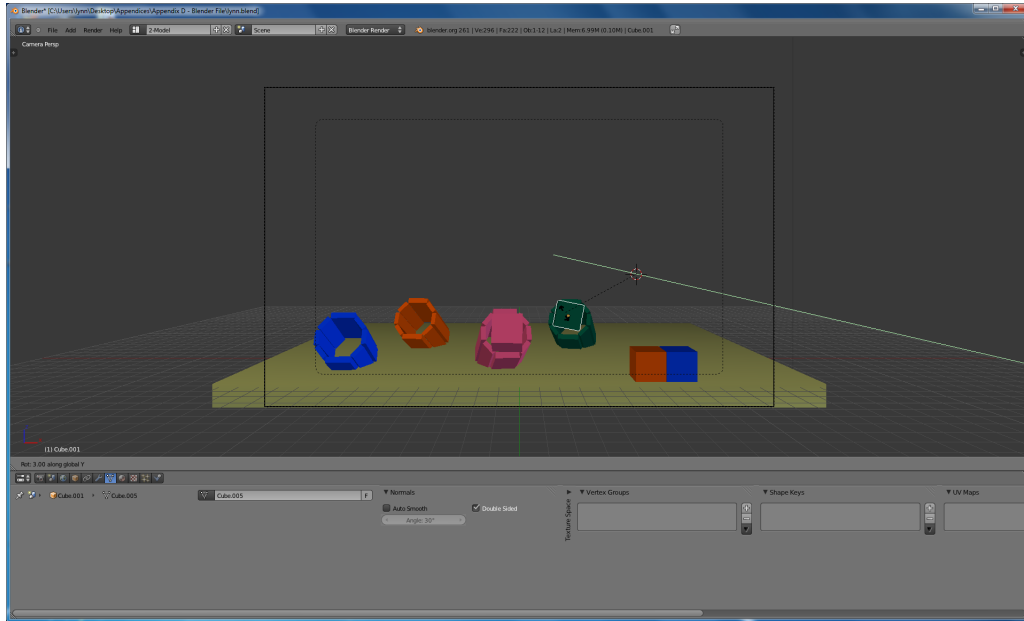 Blender* [C:\Users\lynn\Desktop\Appendices\Appendix D - Blender File\lynn.blend]
File Add Render Help 2-Model Scene Blender Render blender.org 261 | Ve:296 | Fa:222 | Ob:1-12 | La:2 | Mem:6.99M (0.10M) | Cube.001
Camera Persp
(1) Cube.001
Rot: 3.00 along global Y
Cube.001 Cube.005 Cube.005 F
Normals
Auto Smooth Double Sided
Angle: 30°
Texture Space
Vertex Groups
Shape Keys
UV Maps